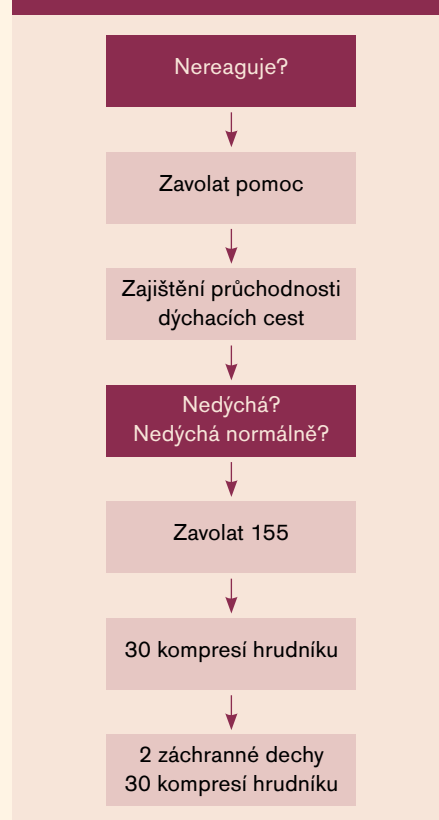 Nereaguje?
Zavolat pomoc
Zajištění průchodnosti
dýchacích cest
Nedýchá?
Nedýchá normálně?
Zavolat 155
30 kompresí hrudníku
2 záchranné dechy
30 kompresí hrudníku